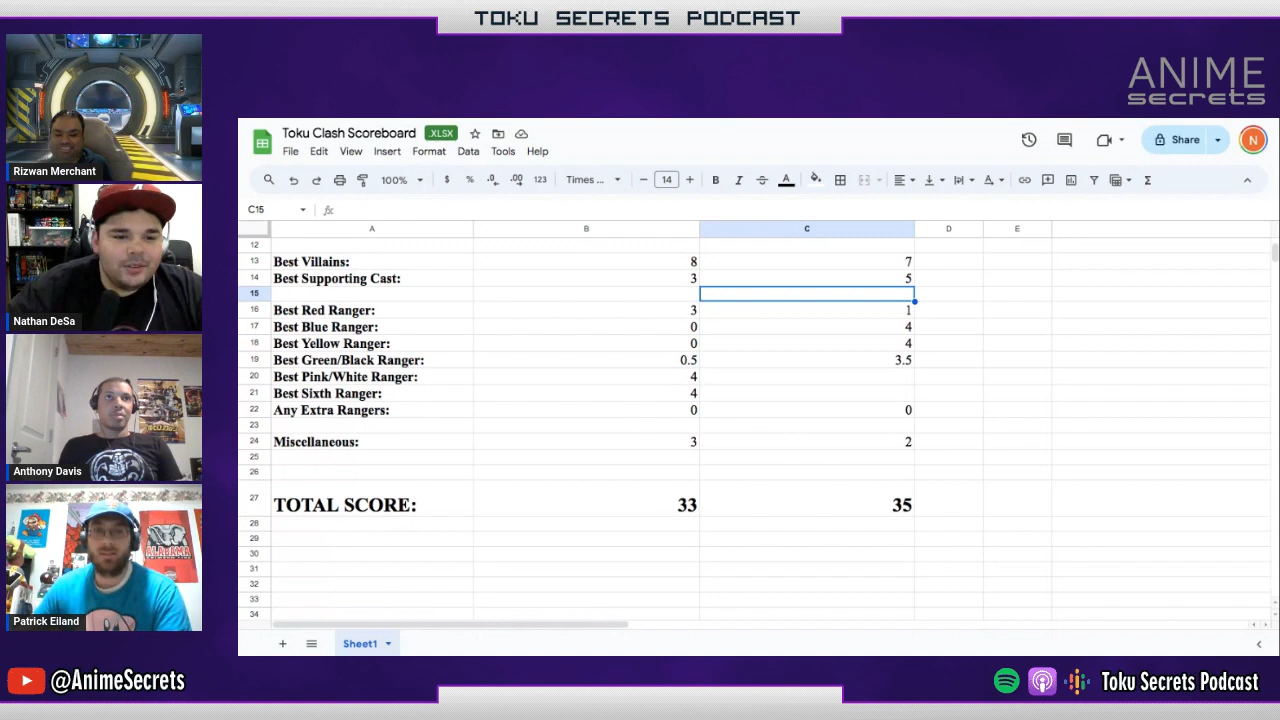 TOKU SECRETS PODCAST
ANIME
secrets
Rizwan Merchant
Nathan DeSa
Anthony Davis
ALABAMA
Patrick Eiland
Toku Clash Scoreboard .XLSX
Share
N
File Edit View Insert Format Data Tools Help
100% $ % .0 .00 123 Times ... − 14 + B I S A Σ
C15 fx
A B C D E
12
13 Best Villains: 8 7
14 Best Supporting Cast: 3 5
15
16 Best Red Ranger: 3 1
17 Best Blue Ranger: 0 4
18 Best Yellow Ranger: 0 4
19 Best Green/Black Ranger: 0.5 3.5
20 Best Pink/White Ranger: 4
21 Best Sixth Ranger: 4
22 Any Extra Rangers: 0 0
23
24 Miscellaneous: 3 2
25
26
27 TOTAL SCORE: 33 35
28
29
30
31
32
33
34
+ Sheet1
@AnimeSecrets
Toku Secrets Podcast